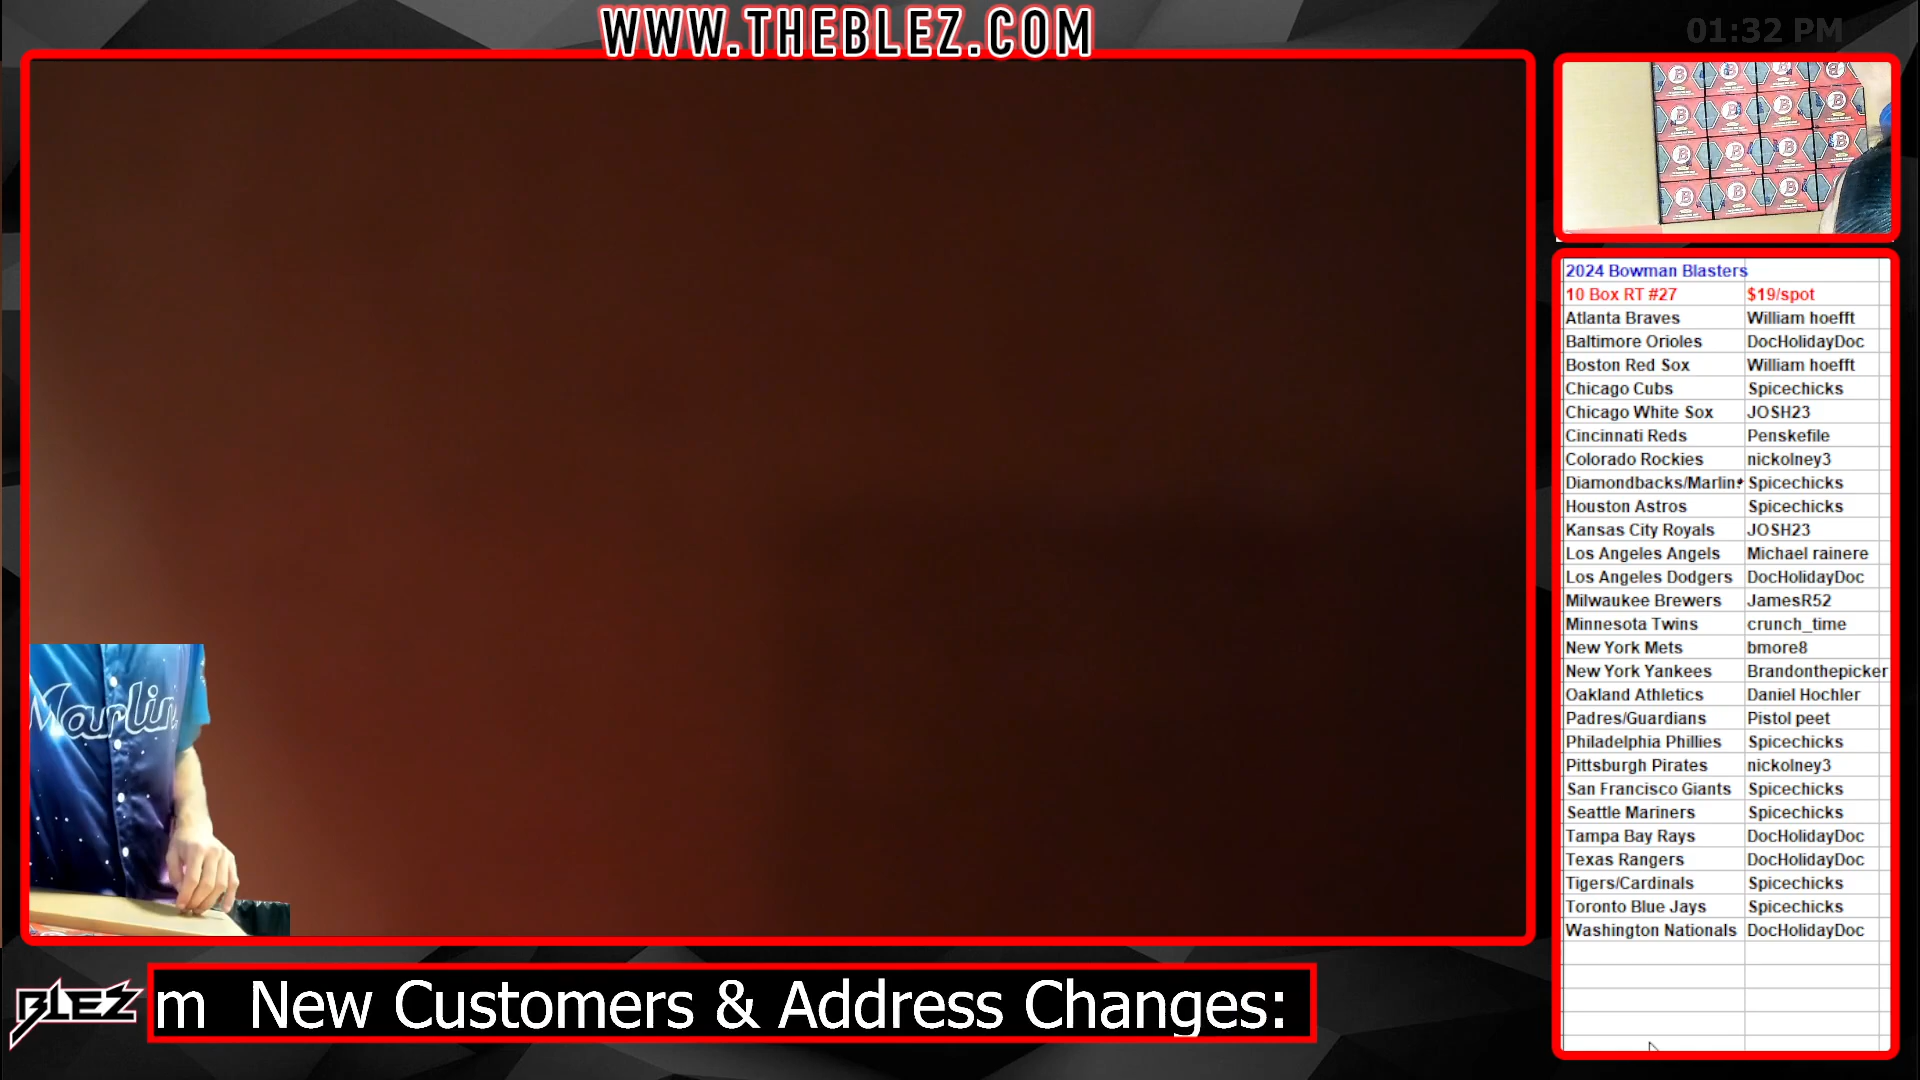 WWW.THEBLEZ.COM
01:32 PM
2024 Bowman Blasters
10 Box RT #27 $19/spot
Atlanta Braves William hoefft
Baltimore Orioles DocHolidayDoc
Boston Red Sox William hoefft
Chicago Cubs Spicechicks
Chicago White Sox JOSH23
Cincinnati Reds Penskefile
Colorado Rockies nickolney3
Diamondbacks/Marlin Spicechicks
Houston Astros Spicechicks
Kansas City Royals JOSH23
Los Angeles Angels Michael rainere
Los Angeles Dodgers DocHolidayDoc
Milwaukee Brewers JamesR52
Minnesota Twins crunch_time
New York Mets bmore8
New York Yankees Brandonthepicker
Oakland Athletics Daniel Hochler
Padres/Guardians Pistol peet
Philadelphia Phillies Spicechicks
Pittsburgh Pirates nickolney3
San Francisco Giants Spicechicks
Seattle Mariners Spicechicks
Tampa Bay Rays DocHolidayDoc
Texas Rangers DocHolidayDoc
Tigers/Cardinals Spicechicks
Toronto Blue Jays Spicechicks
Washington Nationals DocHolidayDoc
Marlin
BLEZ
m New Customers & Address Changes: